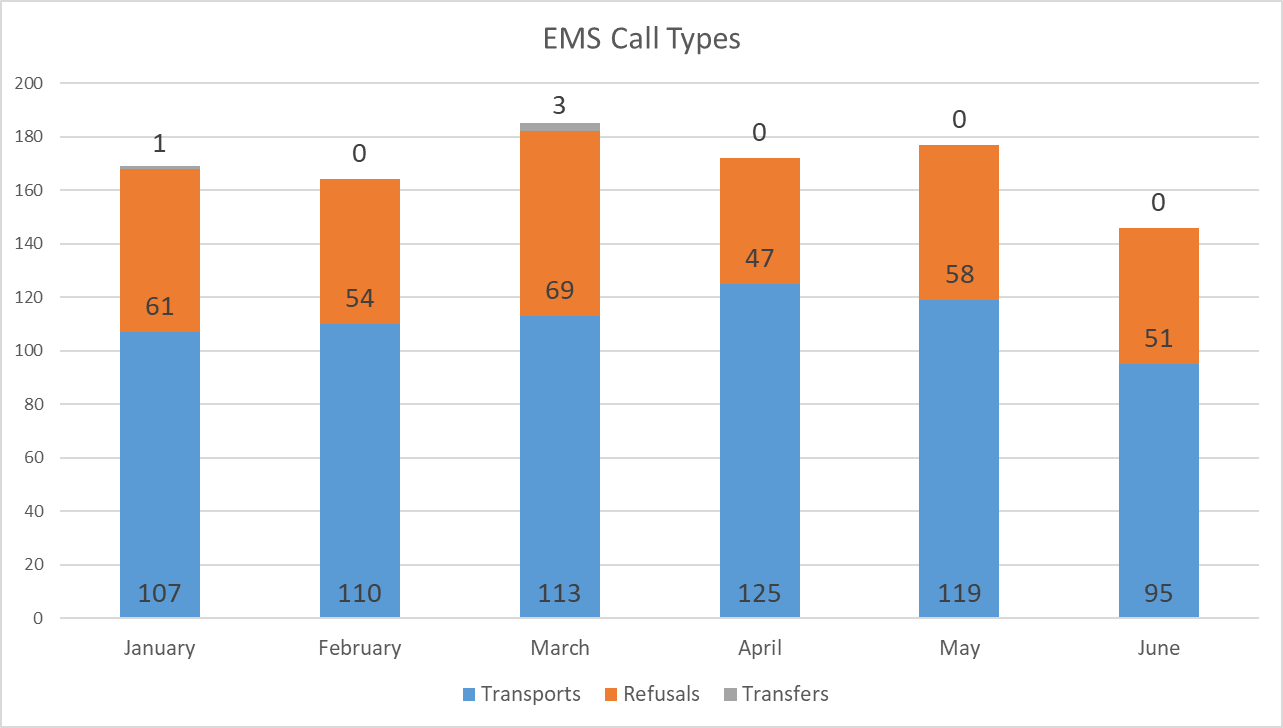 EMS Call Types
200
180
160
140
120
100
80
60
40
20
0
1 0 3 0 0 0
61 54 69 47 58 51
107 110 113 125 119 95
January February March April May June
Transports Refusals Transfers